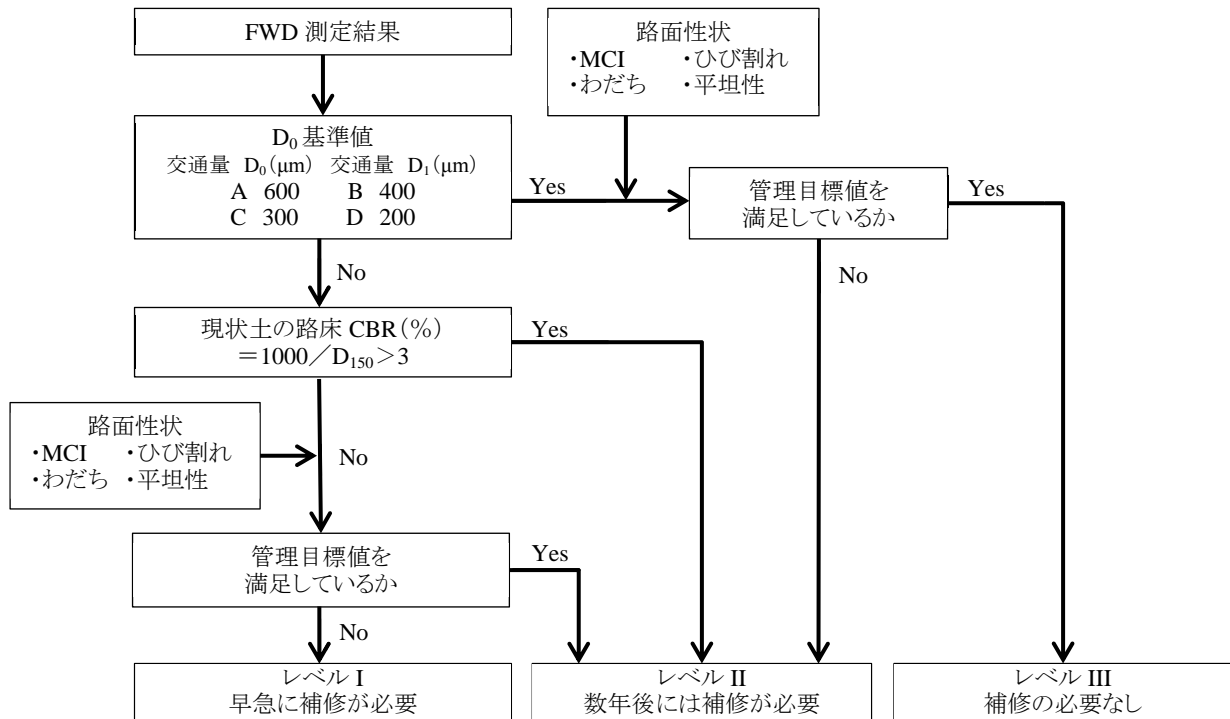 FWD 測定結果
路面性状
・MCI ・ひび割れ
・わだち ・平坦性
D₀ 基準値
交通量 D₀(μm) 交通量 D₁(μm)
A 600 B 400
C 300 D 200
Yes
管理目標値を
満足しているか
Yes
No
No
現状土の路床 CBR(%)
＝1000／D₁₅₀＞3
Yes
路面性状
・MCI ・ひび割れ
・わだち ・平坦性
No
管理目標値を
満足しているか
Yes
No
レベル I
早急に補修が必要
レベル II
数年後には補修が必要
レベル III
補修の必要なし